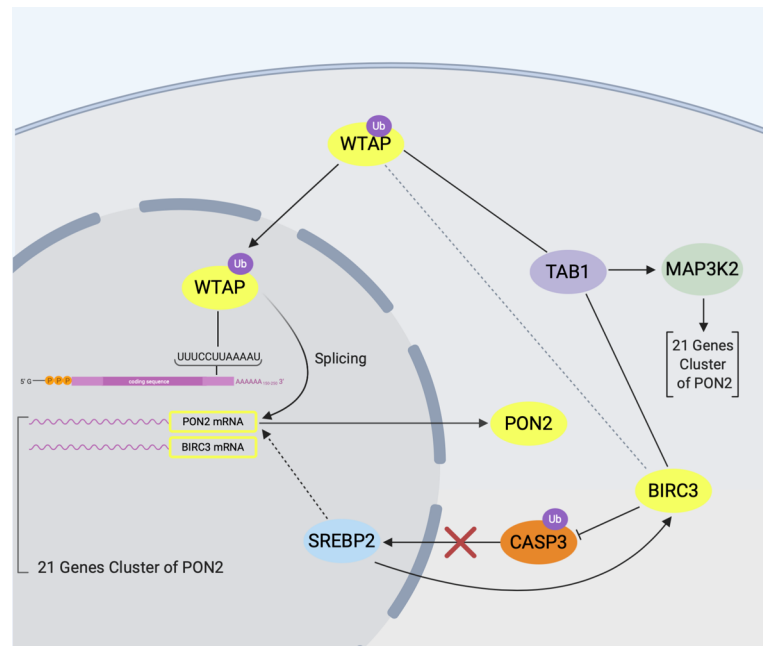 Ub
WTAP
Ub
WTAP
TAB1
MAP3K2
21 Genes
Cluster
of PON2
UUUCCUUAAAAU
Splicing
5' G
P P P
coding sequence
AAAAAA 3'
PON2 mRNA
PON2
BIRC3 mRNA
BIRC3
Ub
SREBP2
CASP3
21 Genes Cluster of PON2